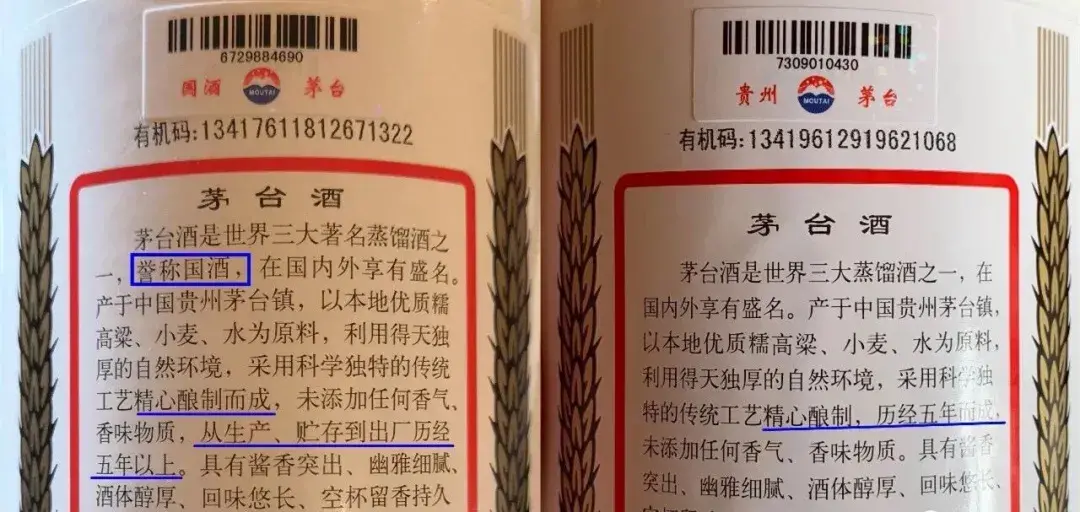 6729884690
国酒 MOUTAI 茅台
有机码:13417611812671322
茅台酒
茅台酒是世界三大著名蒸馏酒之
一，誉称国酒，在国内外享有盛名。
产于中国贵州茅台镇，以本地优质糯
高粱、小麦、水为原料，利用得天独
厚的自然环境，采用科学独特的传统
工艺精心酿制而成，未添加任何香气、
香味物质，从生产、贮存到出厂历经
五年以上。具有酱香突出、幽雅细腻、
酒体醇厚、回味悠长、空杯留香持久
7309010430
贵州 MOUTAI 茅台
有机码:13419612919621068
茅台酒
茅台酒是世界三大蒸馏酒之一，在
国内外享有盛名。产于中国贵州茅台镇，
以本地优质糯高粱、小麦、水为原料，
利用得天独厚的自然环境，采用科学独
特的传统工艺精心酿制，历经五年而成，
未添加任何香气、香味物质。具有酱香
突出、幽雅细腻、酒体醇厚、回味悠长、